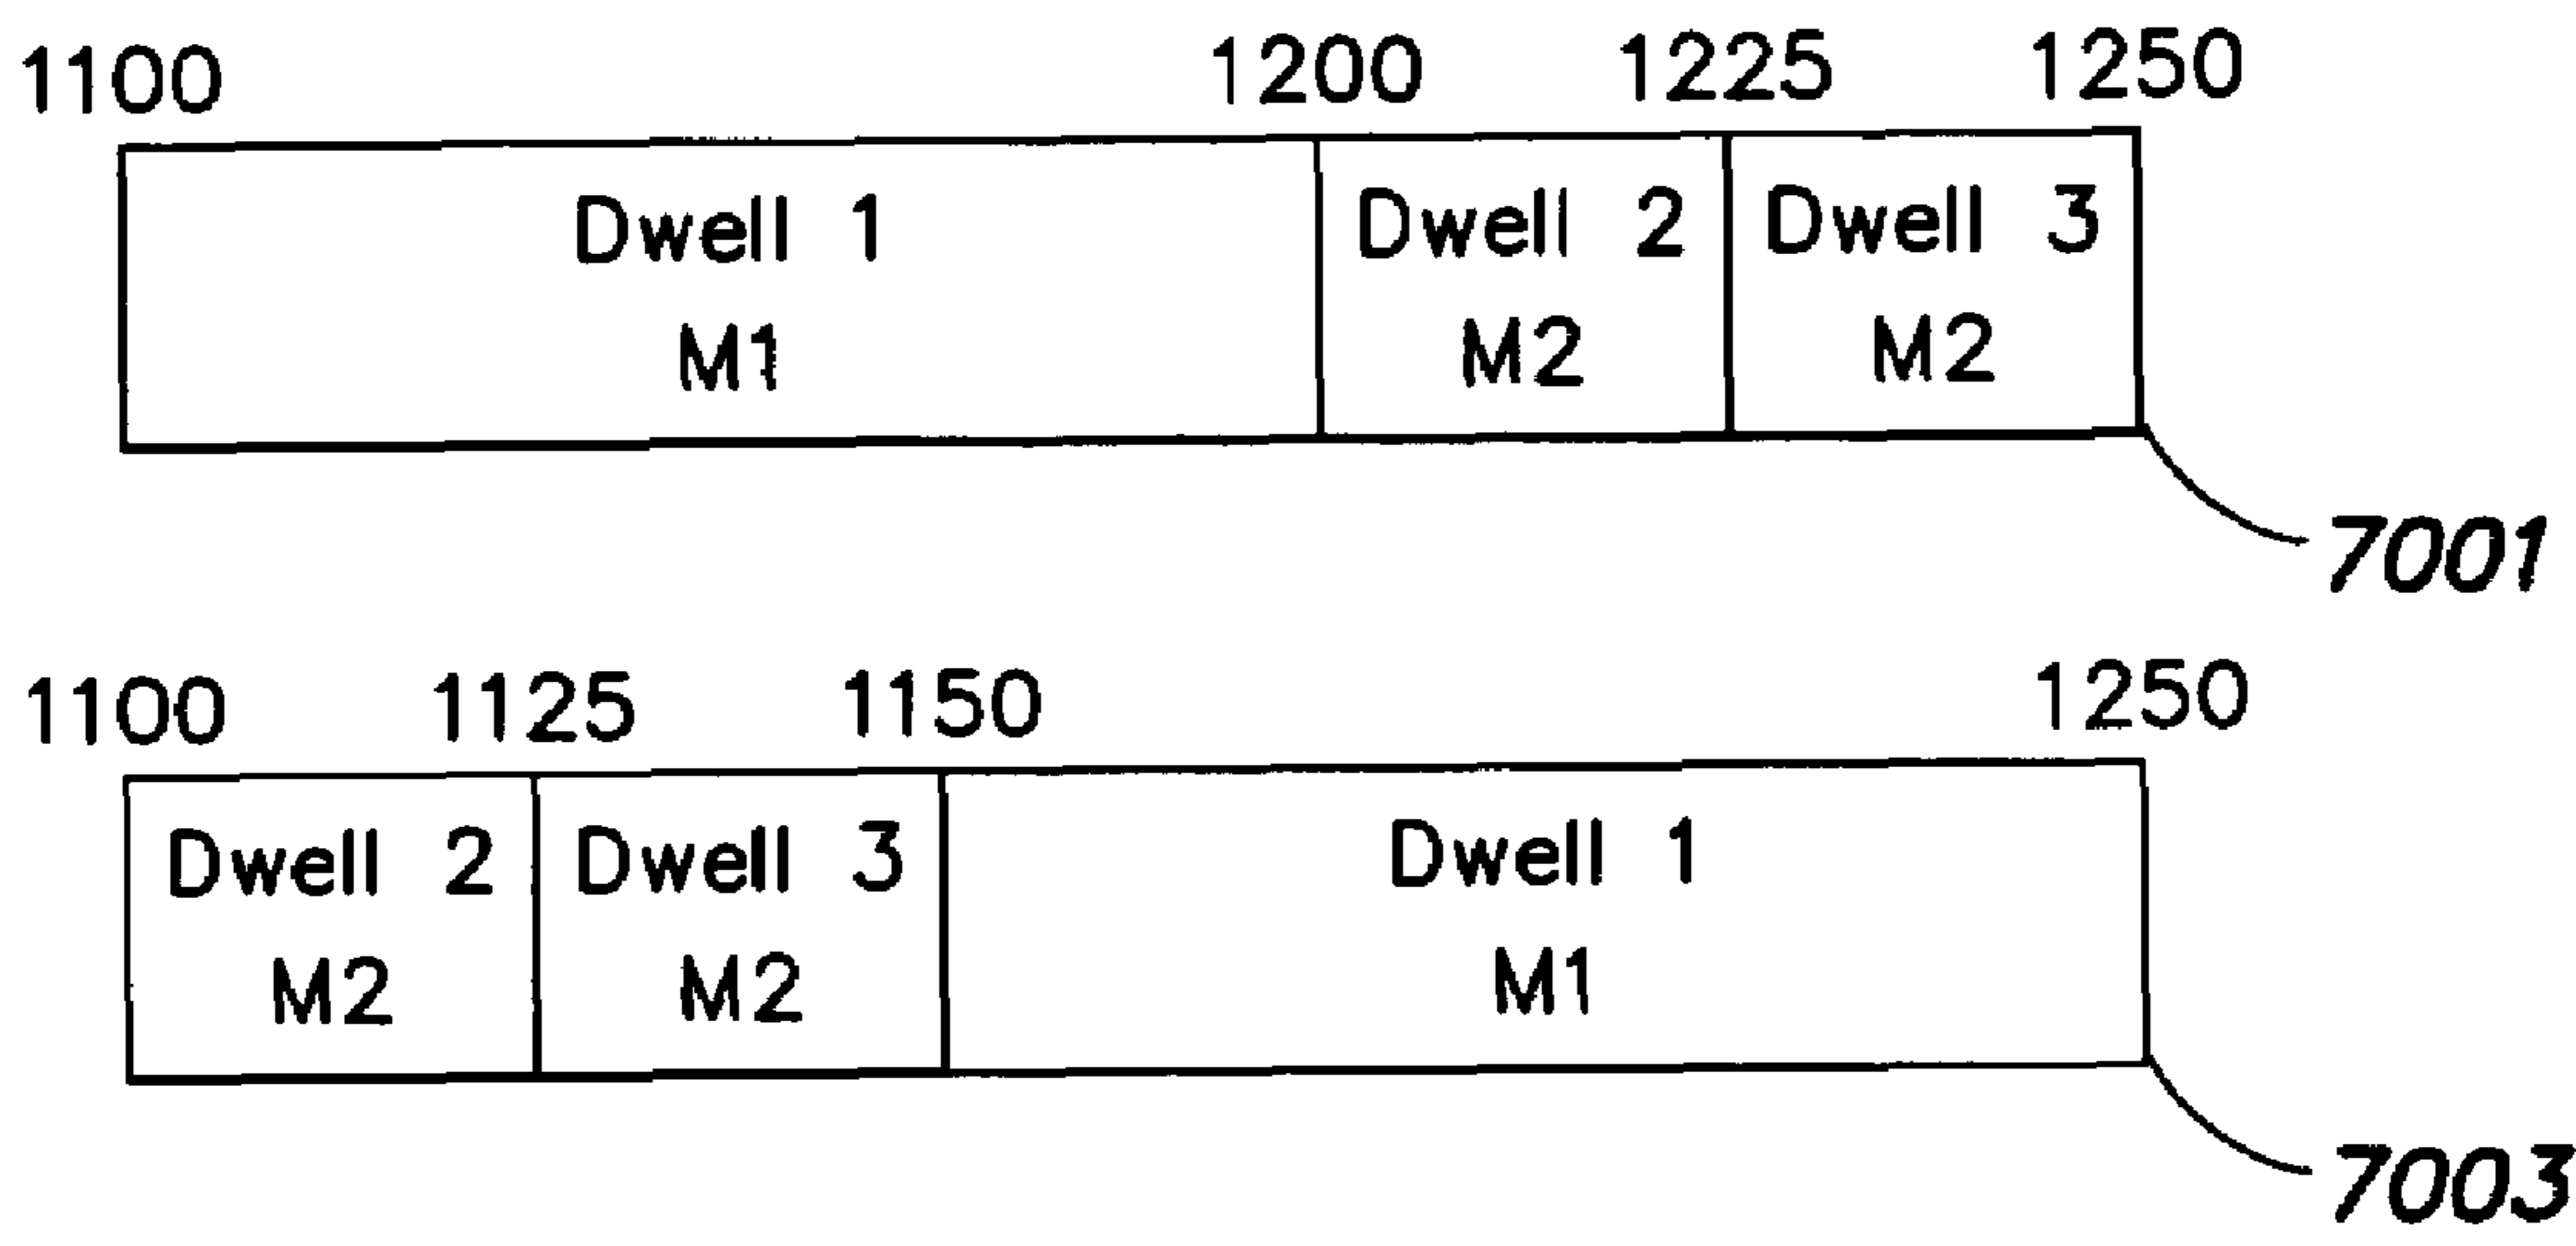 1100 1200 1225 1250
Dwell 1 Dwell 2 Dwell 3
M1 M2 M2
7001
1100 1125 1150 1250
Dwell 2 Dwell 3 Dwell 1
M2 M2 M1
7003